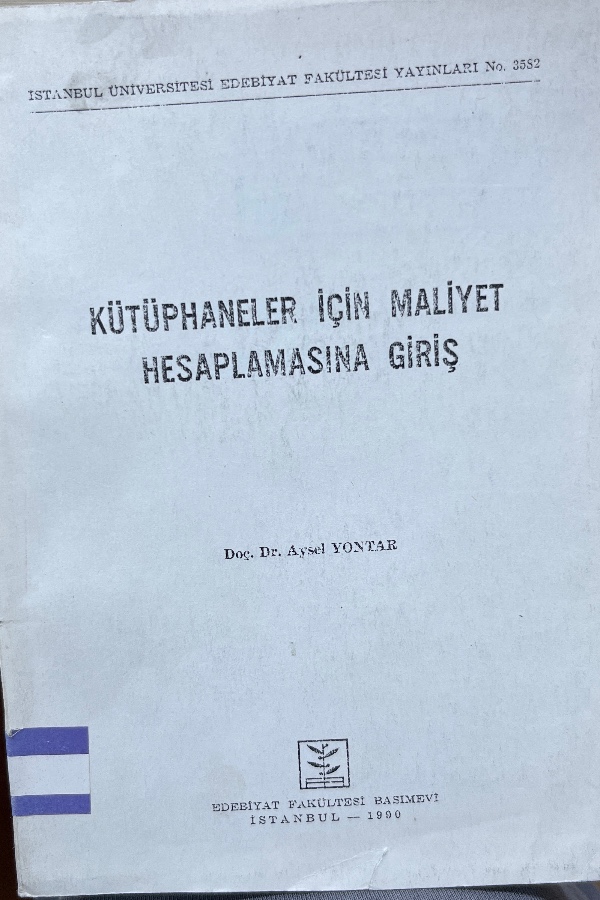 İSTANBUL ÜNİVERSİTESİ EDEBİYAT FAKÜLTESİ YAYINLARI No. 3582
KÜTÜPHANELER İÇİN MALİYET
HESAPLAMASINA GİRİŞ
Doç. Dr. Aysel YONTAR
EDEBİYAT FAKÜLTESİ BASIMEVİ
İSTANBUL — 1990